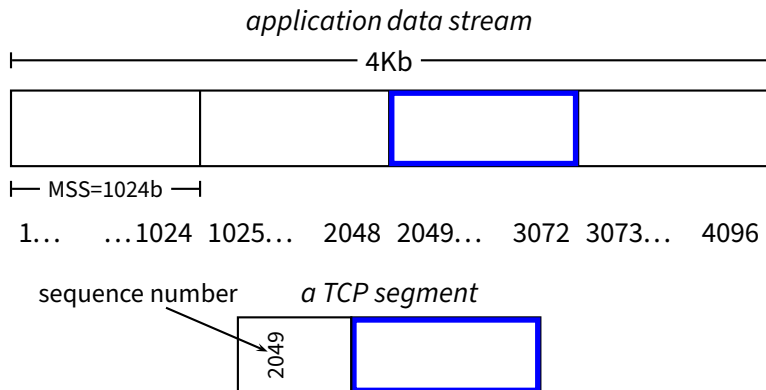 application data stream
4Kb
MSS=1024b
1... ...1024 1025... 2048 2049... 3072 3073... 4096
sequence number a TCP segment
2049